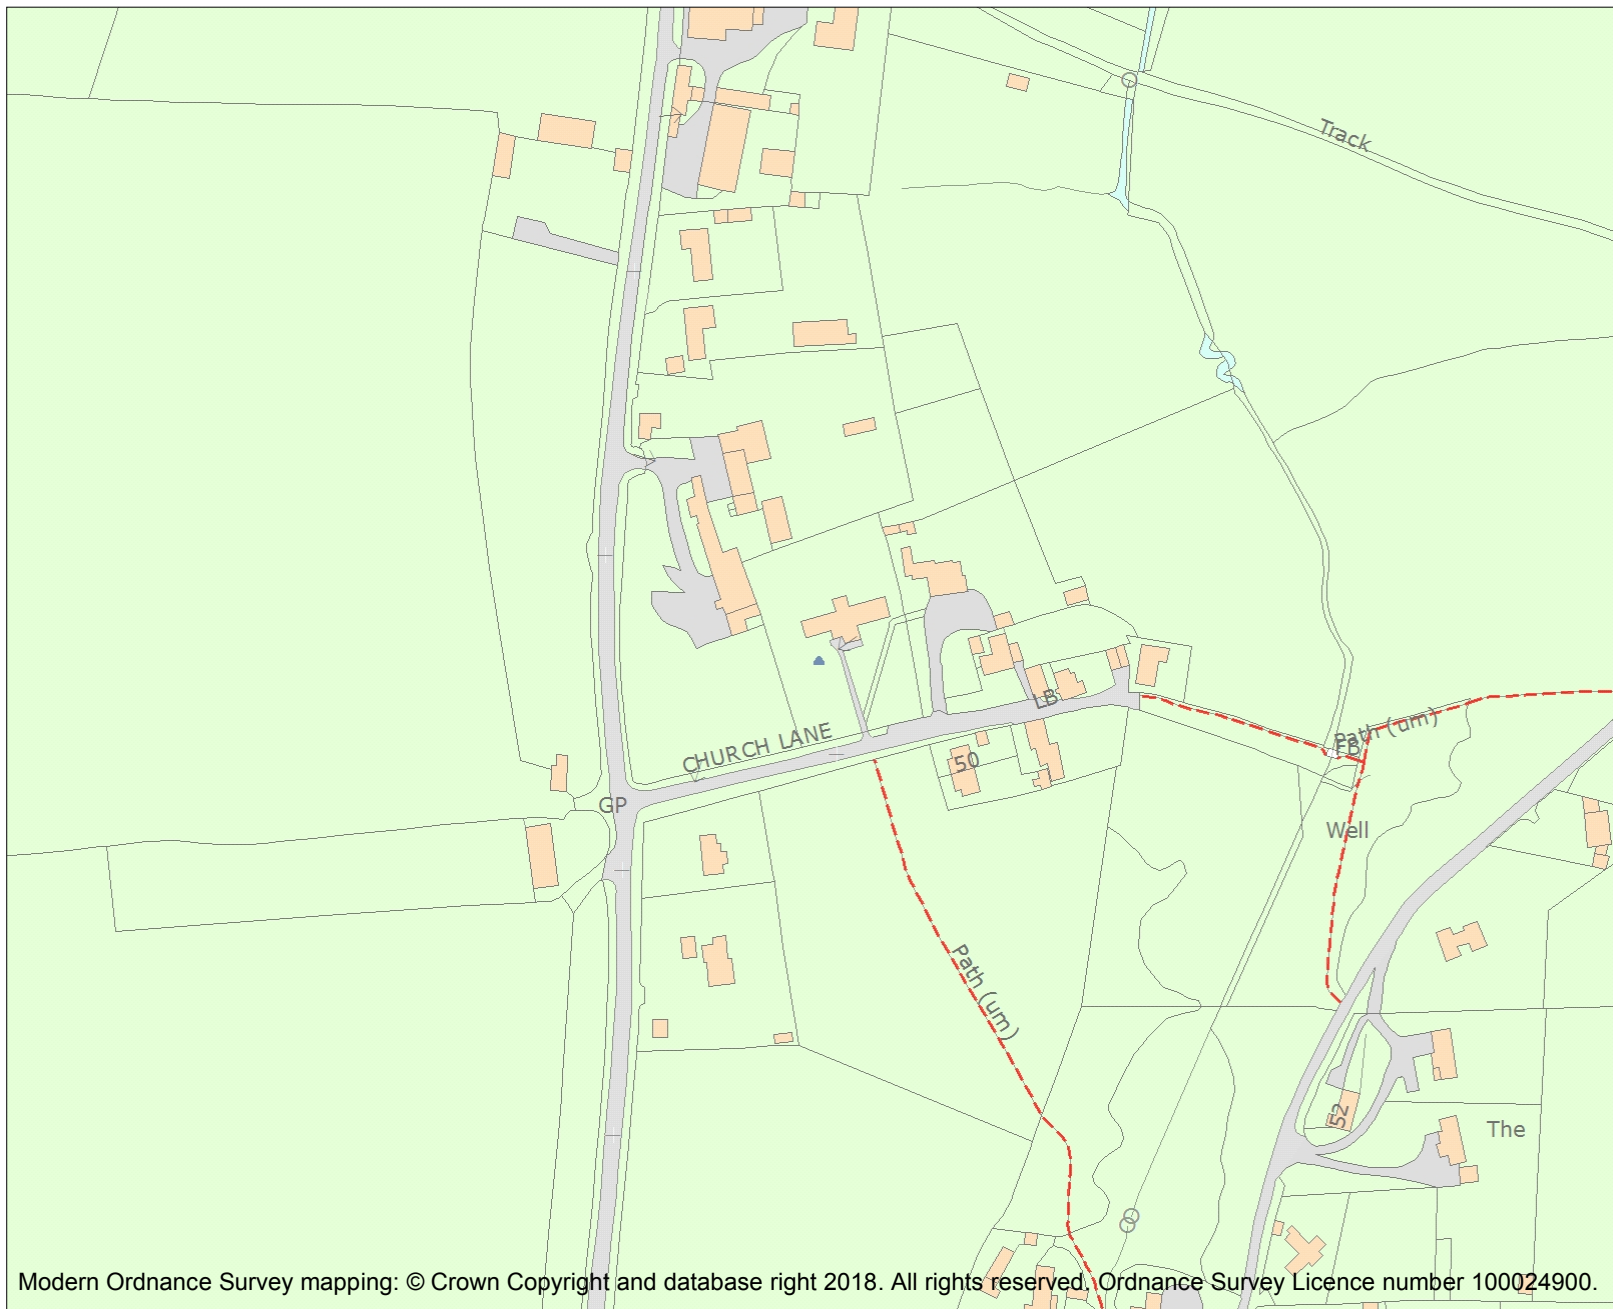 Track
LB
CHURCH LANE
Path (um)
FB
50
GP
Well
Path (um)
52
The
Modern Ordnance Survey mapping: © Crown Copyright and database right 2018. All rights reserved. Ordnance Survey Licence number 100024900.